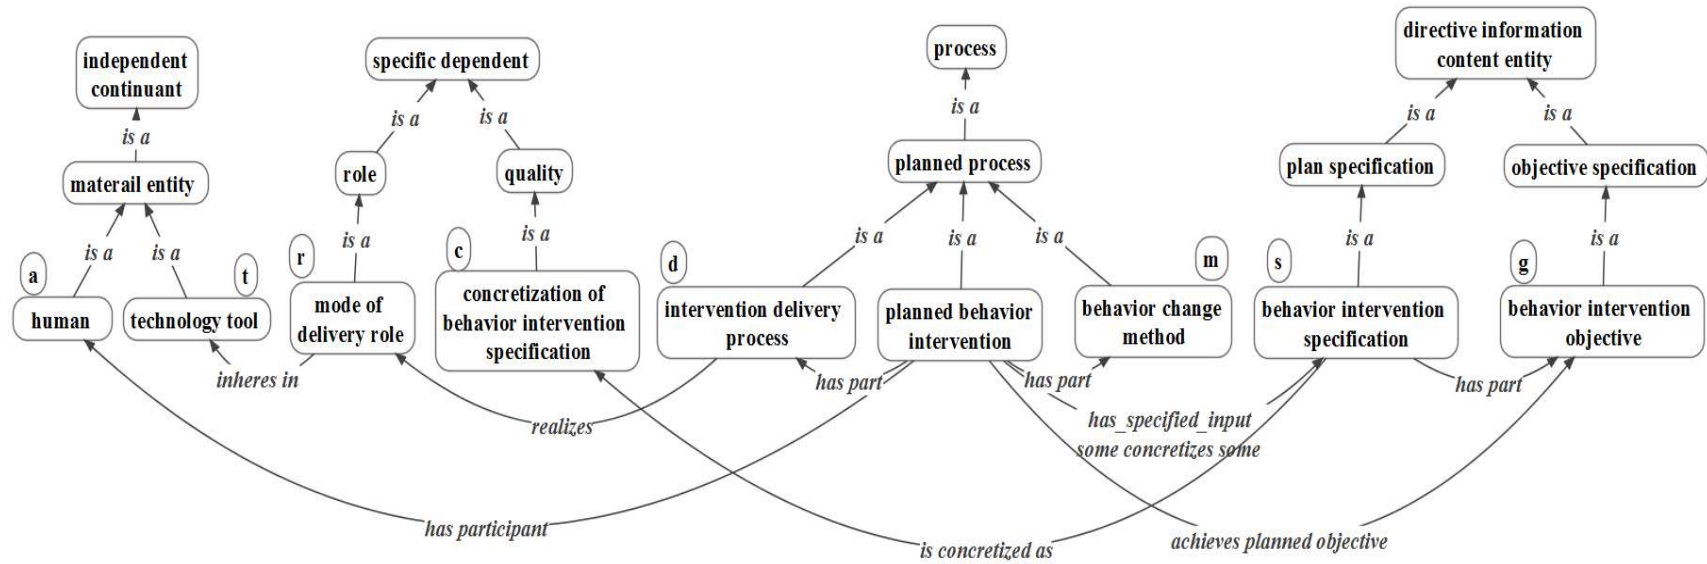 independent
continuant
specific dependent
process
directive information
content entity
is a
is a
is a
is a
is a
is a
materail entity
role
quality
planned process
plan specification
objective specification
is a
is a
is a
is a
is a
is a
is a
is a
is a
a
t
r
c
d
m
s
g
human
technology tool
mode of
delivery role
concretization of
behavior intervention
specification
intervention delivery
process
planned behavior
intervention
behavior change
method
behavior intervention
specification
behavior intervention
objective
inheres in
has part
has part
has part
realizes
has_specified_input
some concretizes some
has participant
is concretized as
achieves planned objective